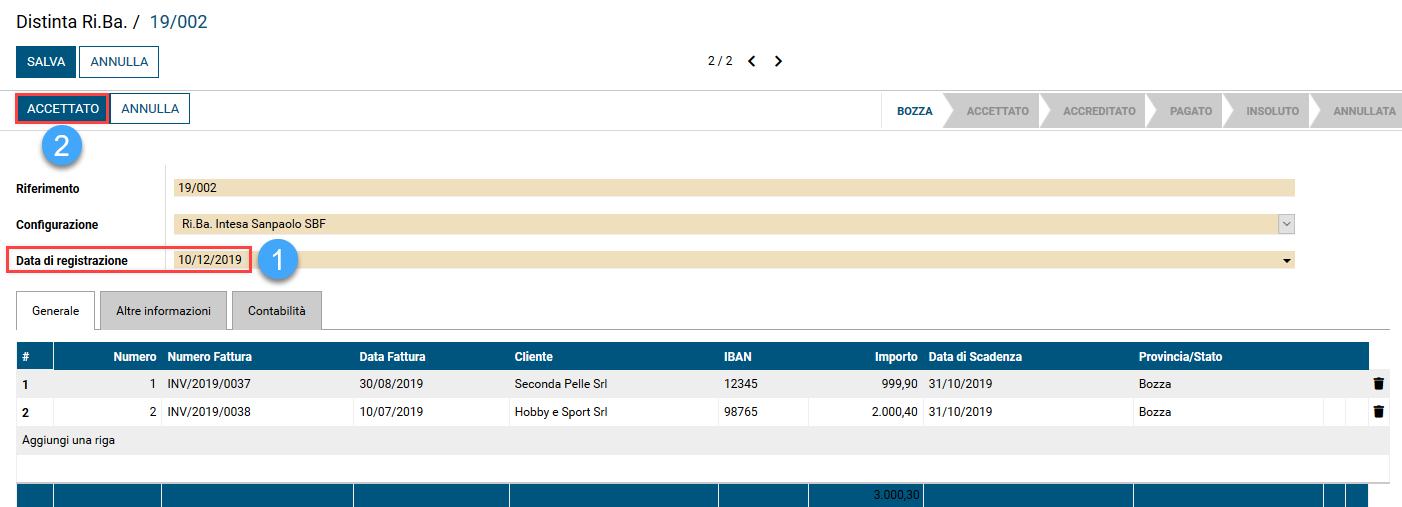 Distinta Ri.Ba. / 19/002
SALVA ANNULLA 2 / 2
ACCETTATO ANNULLA BOZZA ACCETTATO ACCREDITATO PAGATO INSOLUTO ANNULLATA
2
Riferimento 19/002
Configurazione Ri.Ba. Intesa Sanpaolo SBF
Data di registrazione 10/12/2019 1
Generale Altre informazioni Contabilità
# Numero Numero Fattura Data Fattura Cliente IBAN Importo Data di Scadenza Provincia/Stato
1 1 INV/2019/0037 30/08/2019 Seconda Pelle Srl 12345 999,90 31/10/2019 Bozza
2 2 INV/2019/0038 10/07/2019 Hobby e Sport Srl 98765 2.000,40 31/10/2019 Bozza
Aggiungi una riga
3.000,30